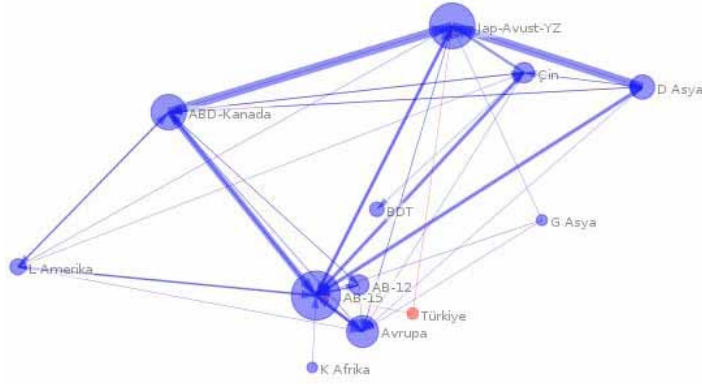 Jap-Avust-YZ
Çin
D Asya
ABD-Kanada
BDT
G Asya
L Amerika
AB-12
AB-15
Türkiye
Avrupa
K Afrika